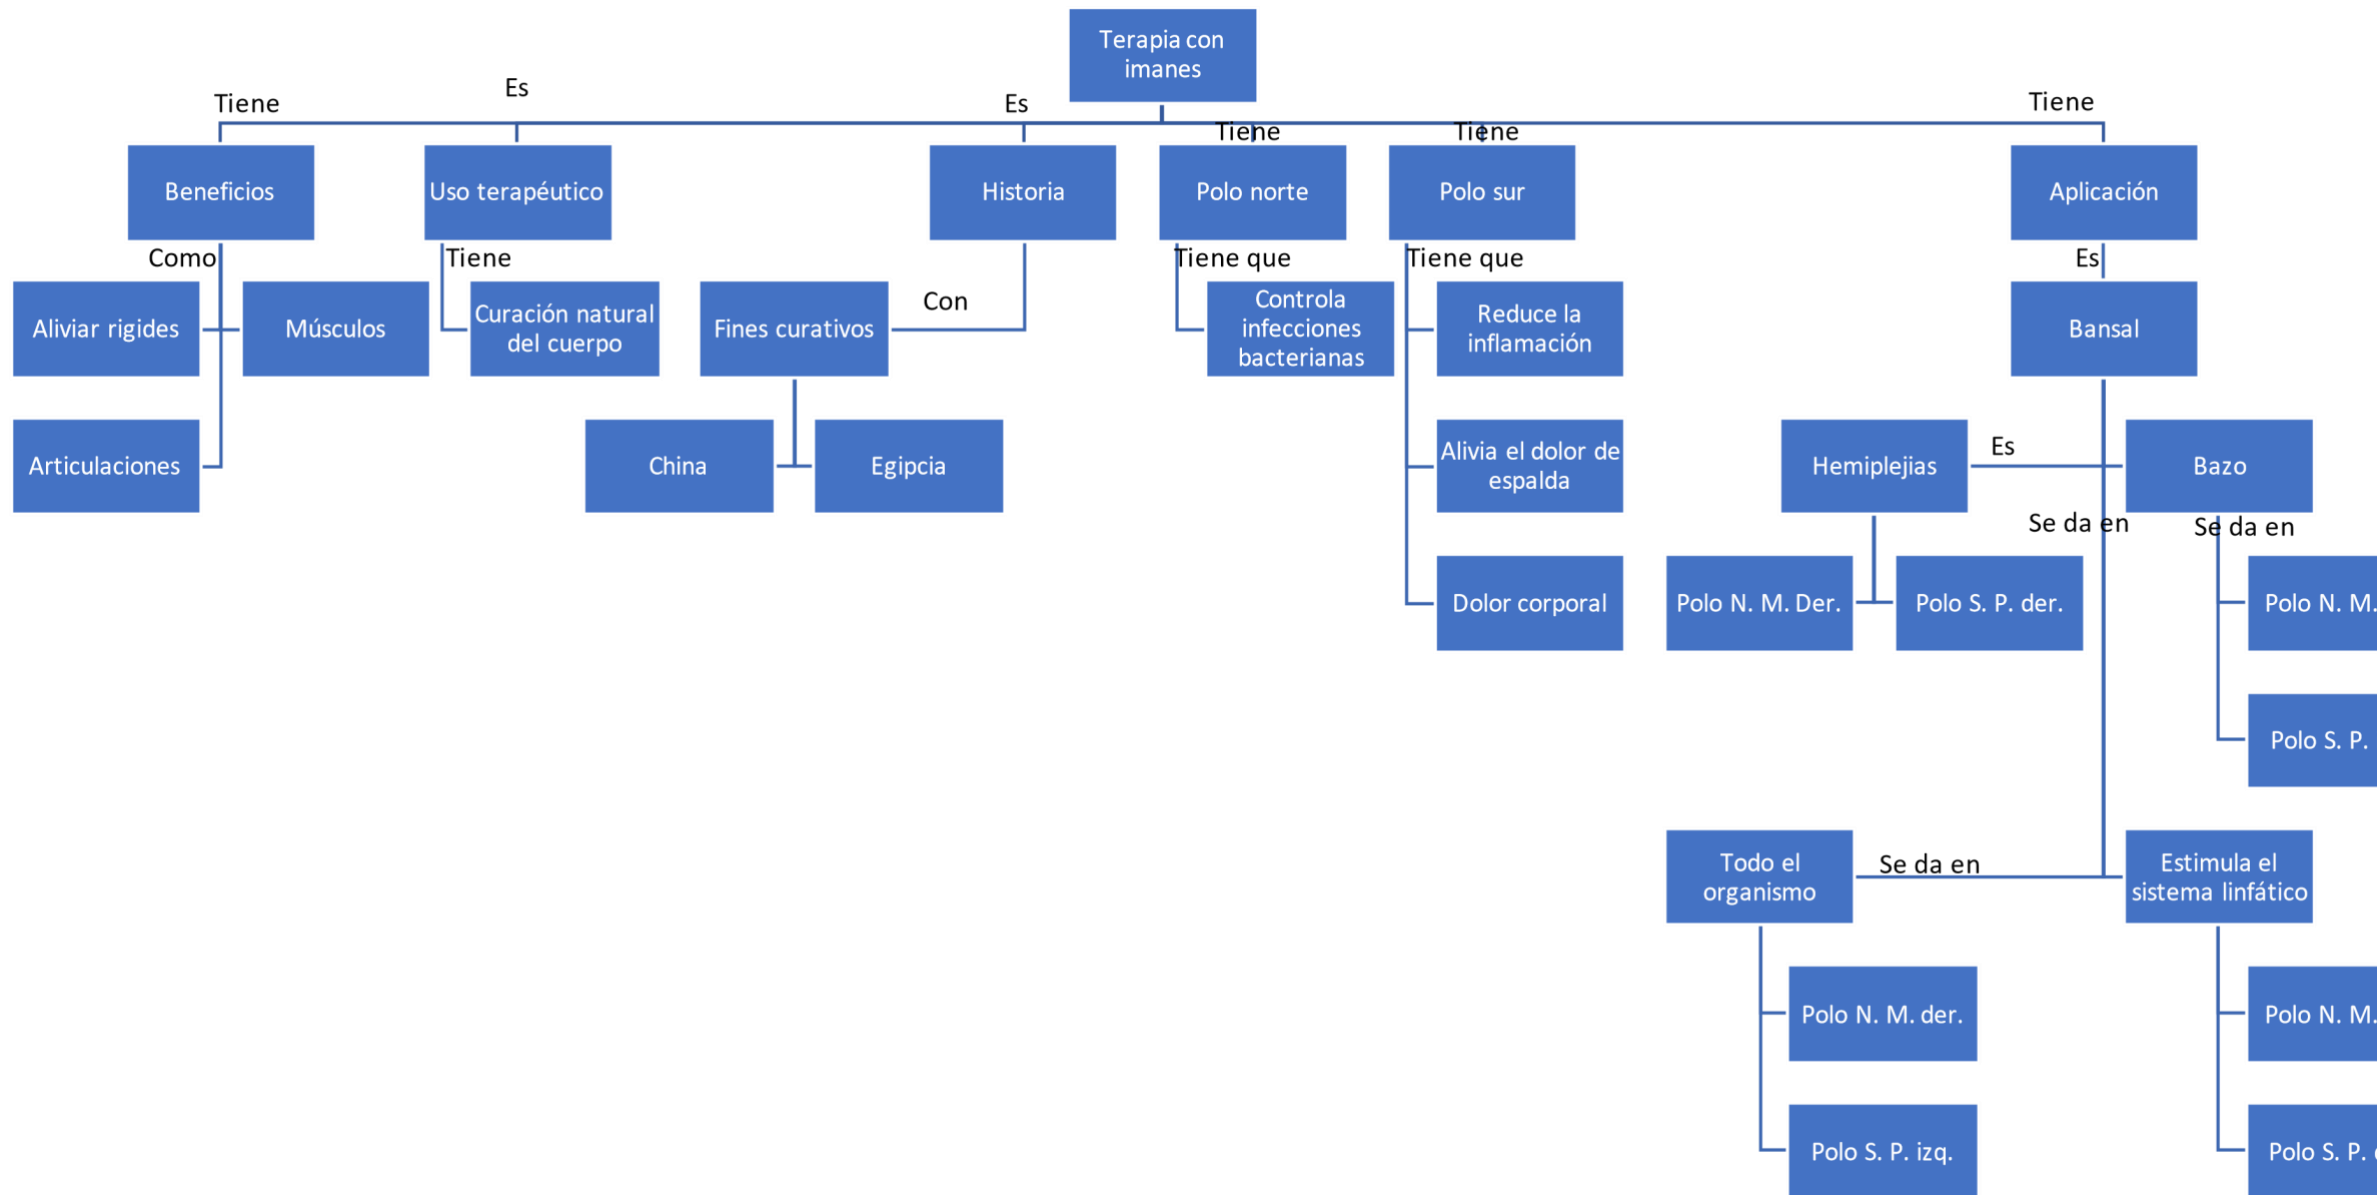 Terapia con
imanes
Tiene
Es
Es
Tiene
Tiene
Tiene
Beneficios
Uso terapéutico
Historia
Polo norte
Polo sur
Aplicación
Como
Tiene
Con
Tiene que
Tiene que
Es
Aliviar rigides
Músculos
Curación natural
del cuerpo
Fines curativos
Controla
infecciones
bacterianas
Reduce la
inflamación
Bansal
Articulaciones
China
Egipcia
Alivia el dolor de
espalda
Hemiplejias
Es
Bazo
Se da en
Se da en
Dolor corporal
Polo N. M. Der.
Polo S. P. der.
Polo N. M.
Polo S. P.
Todo el
organismo
Se da en
Estimula el
sistema linfático
Polo N. M. der.
Polo N. M.
Polo S. P. izq.
Polo S. P.